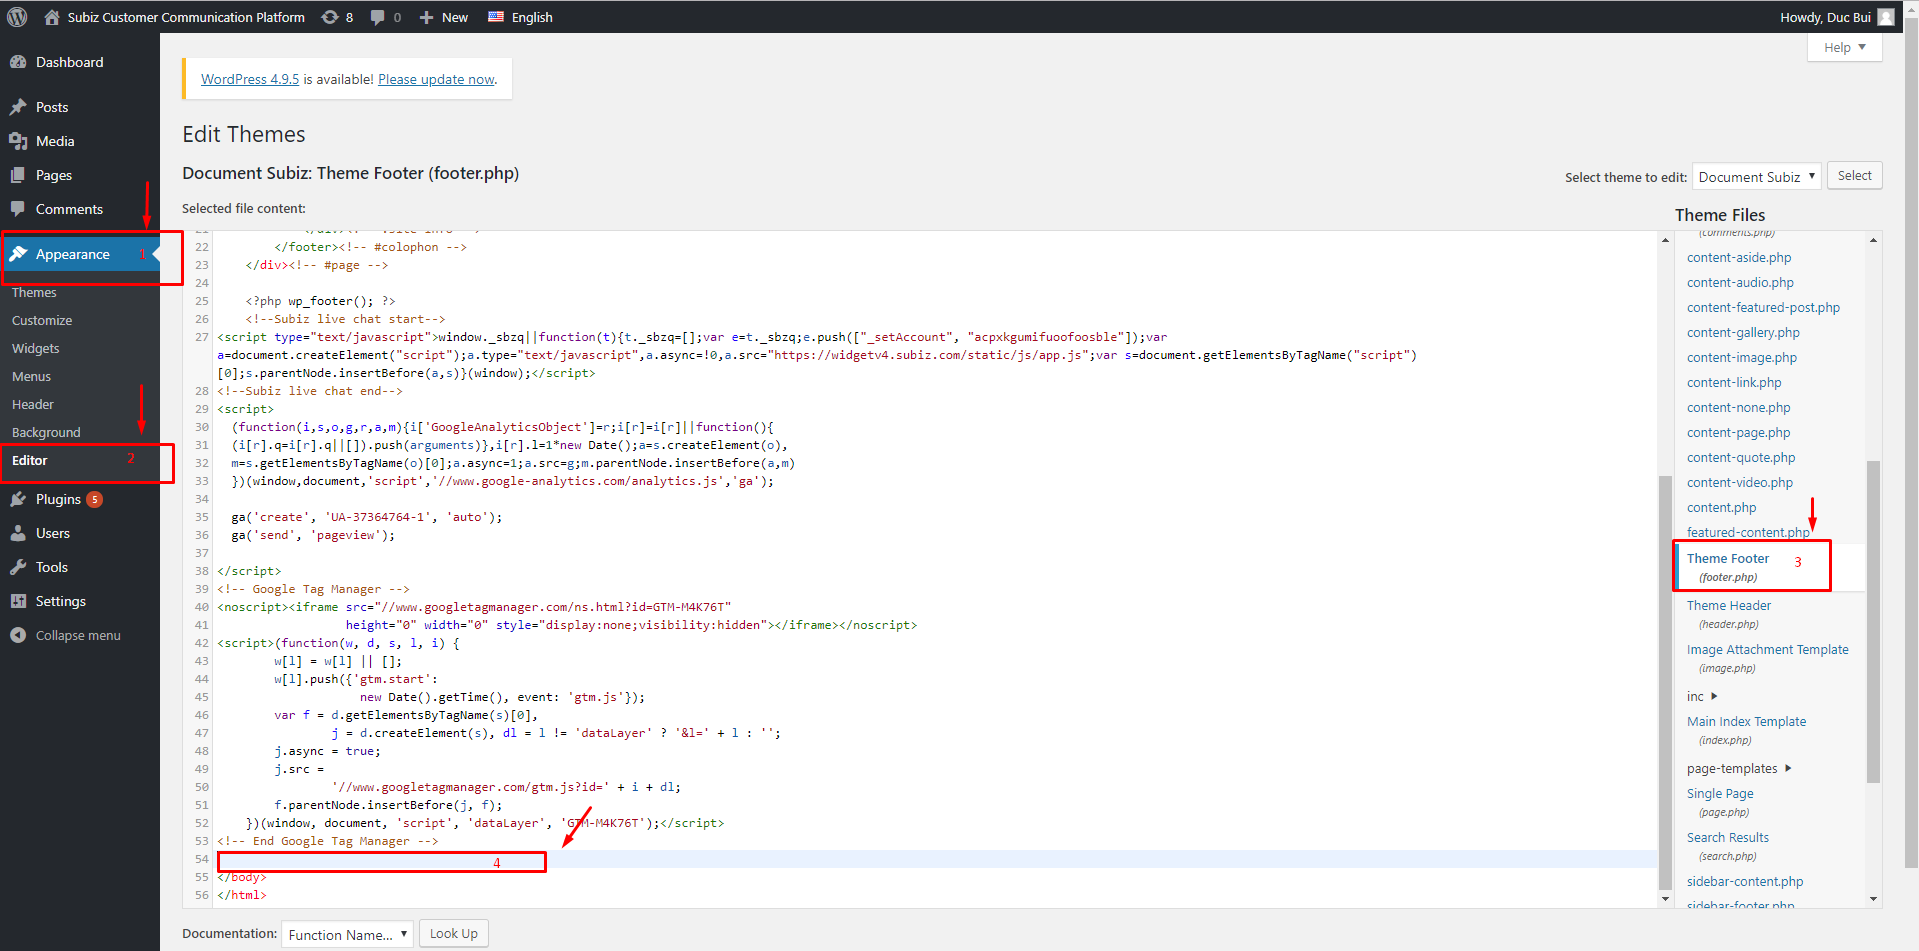 Subiz Customer Communication Platform
8
0
New
English
Howdy, Duc Bui
Help
Dashboard
Posts
Media
Pages
Comments
Appearance
1
Themes
Customize
Widgets
Menus
Header
Background
Editor
2
Plugins
5
Users
Tools
Settings
Collapse menu
WordPress 4.9.5 is available! Please update now.
Edit Themes
Document Subiz: Theme Footer (footer.php)
Select theme to edit:
Document Subiz
Select
Selected file content:
22 </footer><!-- #colophon -->
23 </div><!-- #page -->
24
25 <?php wp_footer(); ?>
26 <!--Subiz live chat start-->
27 <script type="text/javascript">window._sbzq||function(t){t._sbzq=[];var e=t._sbzq;e.push(["_setAccount", "acpxkgumifuoofoosble"]);var
a=document.createElement("script");a.type="text/javascript",a.async=!0,a.src="https://widgetv4.subiz.com/static/js/app.js";var s=document.getElementsByTagName("script")
[0];s.parentNode.insertBefore(a,s)}(window);</script>
28 <!--Subiz live chat end-->
29 <script>
30 (function(i,s,o,g,r,a,m){i['GoogleAnalyticsObject']=r;i[r]=i[r]||function(){
31 (i[r].q=i[r].q||[]).push(arguments)},i[r].l=1*new Date();a=s.createElement(o),
32 m=s.getElementsByTagName(o)[0];a.async=1;a.src=g;m.parentNode.insertBefore(a,m)
33 })(window,document,'script','//www.google-analytics.com/analytics.js','ga');
34
35 ga('create', 'UA-37364764-1', 'auto');
36 ga('send', 'pageview');
37
38 </script>
39 <!-- Google Tag Manager -->
40 <noscript><iframe src="//www.googletagmanager.com/ns.html?id=GTM-M4K76T"
41 height="0" width="0" style="display:none;visibility:hidden"></iframe></noscript>
42 <script>(function(w, d, s, l, i) {
43 w[l] = w[l] || [];
44 w[l].push({'gtm.start':
45 new Date().getTime(), event: 'gtm.js'});
46 var f = d.getElementsByTagName(s)[0],
47 j = d.createElement(s), dl = l != 'dataLayer' ? '&l=' + l : '';
48 j.async = true;
49 j.src =
50 '//www.googletagmanager.com/gtm.js?id=' + i + dl;
51 f.parentNode.insertBefore(j, f);
52 })(window, document, 'script', 'dataLayer', 'GTM-M4K76T');</script>
53 <!-- End Google Tag Manager -->
54 4
55 </body>
56 </html>
Theme Files
(comments.php)
content-aside.php
content-audio.php
content-featured-post.php
content-gallery.php
content-image.php
content-link.php
content-none.php
content-page.php
content-quote.php
content-video.php
content.php
featured-content.php
Theme Footer
3
(footer.php)
Theme Header
(header.php)
Image Attachment Template
(image.php)
inc
Main Index Template
(index.php)
page-templates
Single Page
(page.php)
Search Results
(search.php)
sidebar-content.php
sidebar-footer.php
Documentation:
Function Name...
Look Up